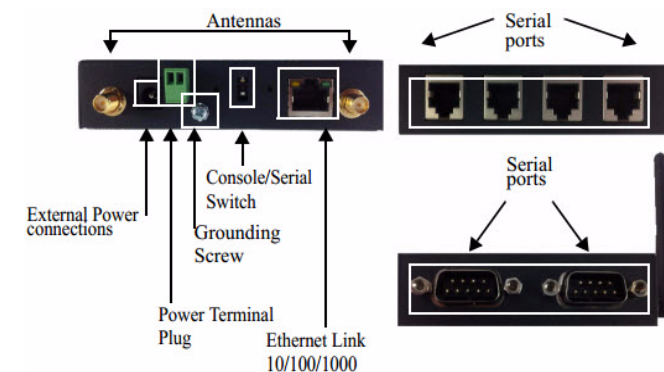 Antennas
Serial
ports
Serial
ports
Console/Serial
Switch
External Power
connections
Grounding
Screw
Power Terminal
Plug
Ethernet Link
10/100/1000